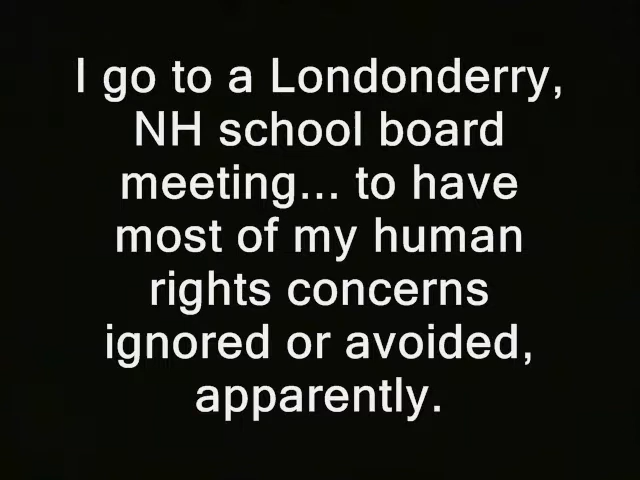 I go to a Londonderry,
NH school board
meeting... to have
most of my human
rights concerns
ignored or avoided,
apparently.